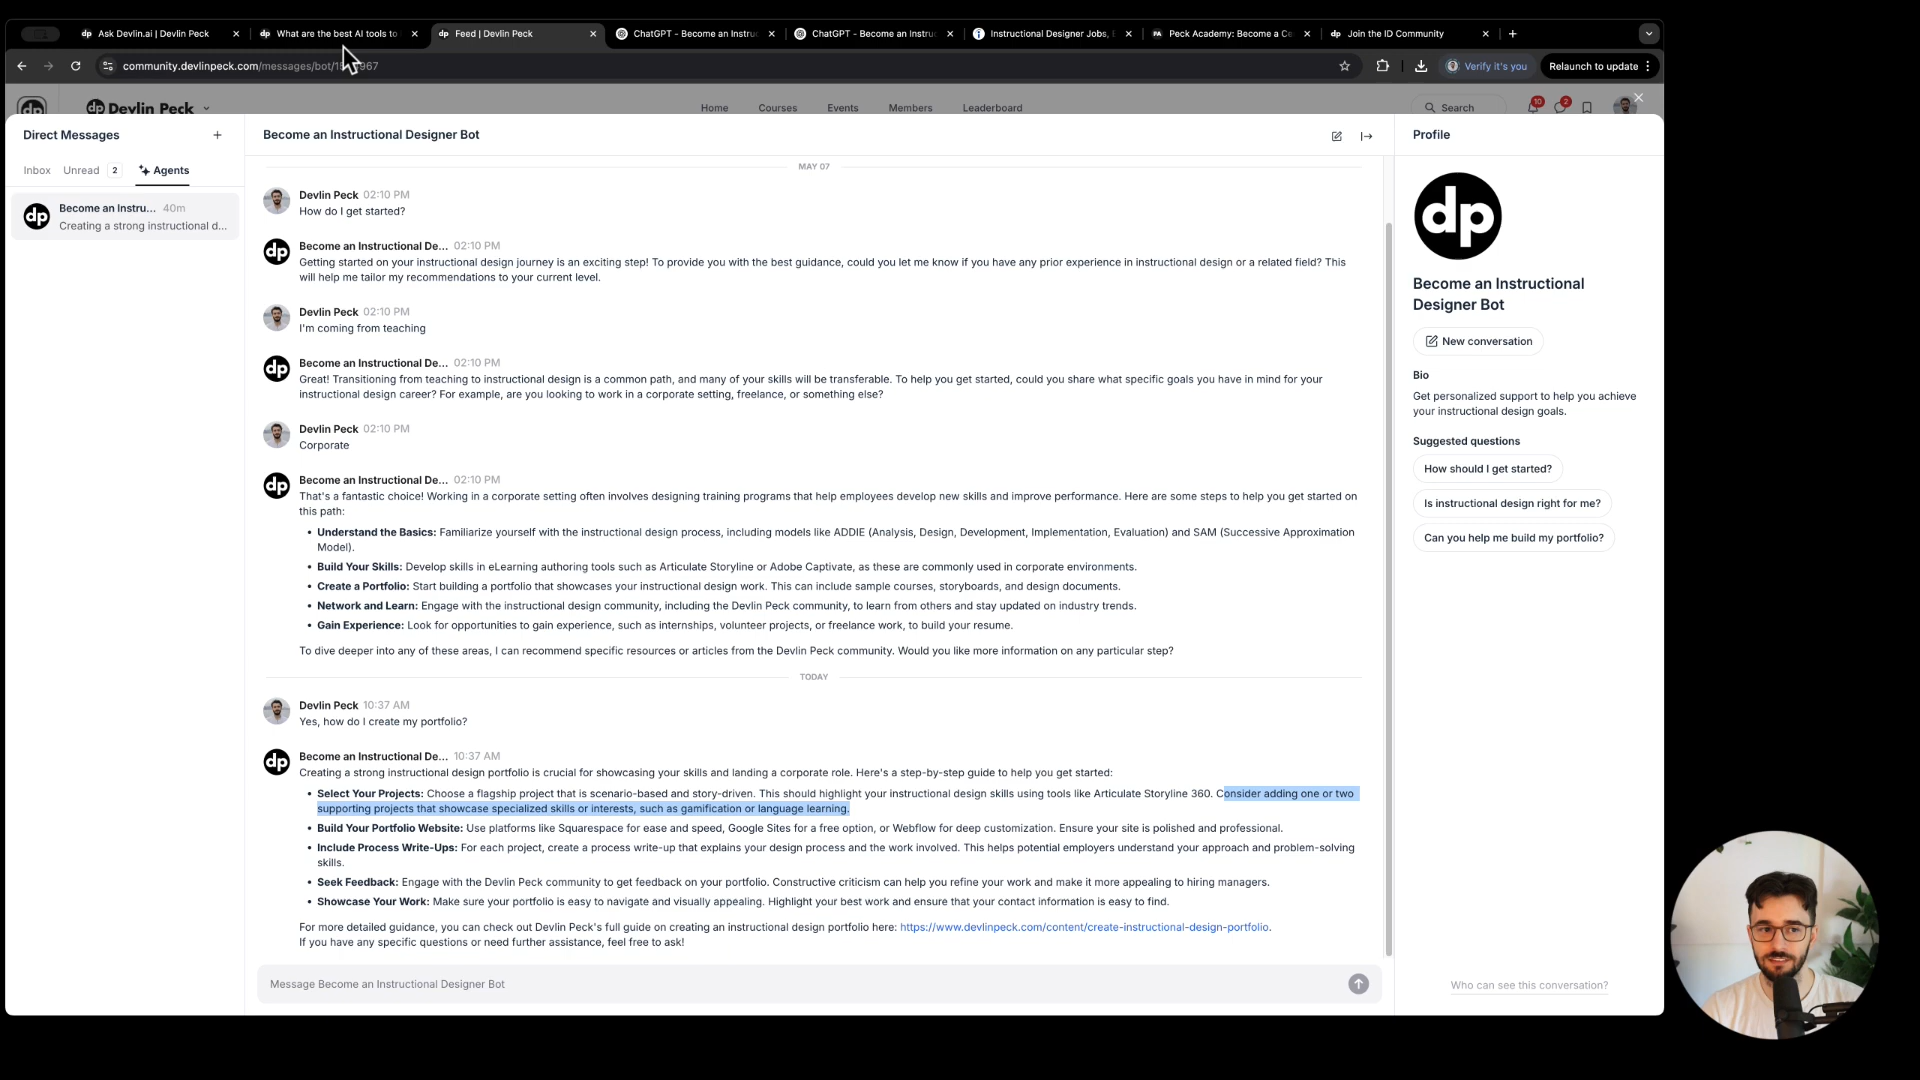 Ask Devlin.ai | Devlin Peck
What are the best AI tools to
Feed | Devlin Peck
ChatGPT - Become an Instruc
ChatGPT - Become an Instruc
Instructional Designer Jobs,
Peck Academy: Become a Ce
Join the ID Community
community.devlinpeck.com/messages/bot/
967
Verify it's you
Relaunch to update
dp
Devlin Peck
Home
Courses
Events
Members
Leaderboard
Search
10
2
Direct Messages
Inbox
Unread 2
Agents
Become an Instru... 40m
Creating a strong instructional d...
Become an Instructional Designer Bot
MAY 07
Devlin Peck 02:10 PM
How do I get started?
Become an Instructional De... 02:10 PM
Getting started on your instructional design journey is an exciting step! To provide you with the best guidance, could you let me know if you have any prior experience in instructional design or a related field? This
will help me tailor my recommendations to your current level.
Devlin Peck 02:10 PM
I'm coming from teaching
Become an Instructional De... 02:10 PM
Great! Transitioning from teaching to instructional design is a common path, and many of your skills will be transferable. To help you get started, could you share what specific goals you have in mind for your
instructional design career? For example, are you looking to work in a corporate setting, freelance, or something else?
Devlin Peck 02:10 PM
Corporate
Become an Instructional De... 02:10 PM
That's a fantastic choice! Working in a corporate setting often involves designing training programs that help employees develop new skills and improve performance. Here are some steps to help you get started on
this path:
• Understand the Basics: Familiarize yourself with the instructional design process, including models like ADDIE (Analysis, Design, Development, Implementation, Evaluation) and SAM (Successive Approximation
Model).
• Build Your Skills: Develop skills in eLearning authoring tools such as Articulate Storyline or Adobe Captivate, as these are commonly used in corporate environments.
• Create a Portfolio: Start building a portfolio that showcases your instructional design work. This can include sample courses, storyboards, and design documents.
• Network and Learn: Engage with the instructional design community, including the Devlin Peck community, to learn from others and stay updated on industry trends.
• Gain Experience: Look for opportunities to gain experience, such as internships, volunteer projects, or freelance work, to build your resume.
To dive deeper into any of these areas, I can recommend specific resources or articles from the Devlin Peck community. Would you like more information on any particular step?
TODAY
Devlin Peck 10:37 AM
Yes, how do I create my portfolio?
Become an Instructional De... 10:37 AM
Creating a strong instructional design portfolio is crucial for showcasing your skills and landing a corporate role. Here's a step-by-step guide to help you get started:
• Select Your Projects: Choose a flagship project that is scenario-based and story-driven. This should highlight your instructional design skills using tools like Articulate Storyline 360. Consider adding one or two
supporting projects that showcase specialized skills or interests, such as gamification or language learning.
• Build Your Portfolio Website: Use platforms like Squarespace for ease and speed, Google Sites for a free option, or Webflow for deep customization. Ensure your site is polished and professional.
• Include Process Write-Ups: For each project, create a process write-up that explains your design process and the work involved. This helps potential employers understand your approach and problem-solving
skills.
• Seek Feedback: Engage with the Devlin Peck community to get feedback on your portfolio. Constructive criticism can help you refine your work and make it more appealing to hiring managers.
• Showcase Your Work: Make sure your portfolio is easy to navigate and visually appealing. Highlight your best work and ensure that your contact information is easy to find.
For more detailed guidance, you can check out Devlin Peck's full guide on creating an instructional design portfolio here: https://www.devlinpeck.com/content/create-instructional-design-portfolio.
If you have any specific questions or need further assistance, feel free to ask!
Message Become an Instructional Designer Bot
Profile
dp
Become an Instructional
Designer Bot
New conversation
Bio
Get personalized support to help you achieve
your instructional design goals.
Suggested questions
How should I get started?
Is instructional design right for me?
Can you help me build my portfolio?
Who can see this conversation?